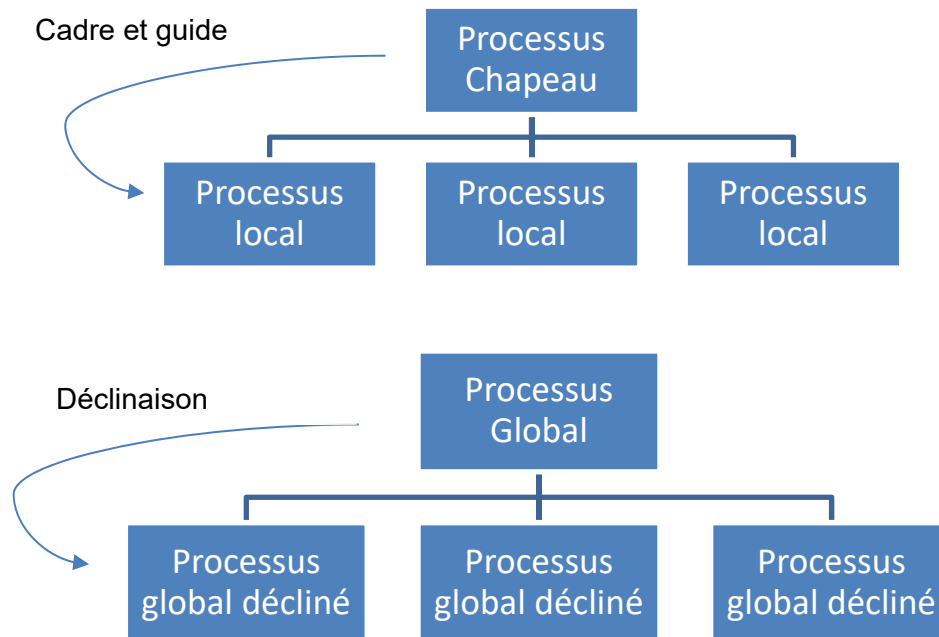 Cadre et guide
Processus
Chapeau
Processus
local
Processus
local
Processus
local
Déclinaison
Processus
Global
Processus
global décliné
Processus
global décliné
Processus
global décliné